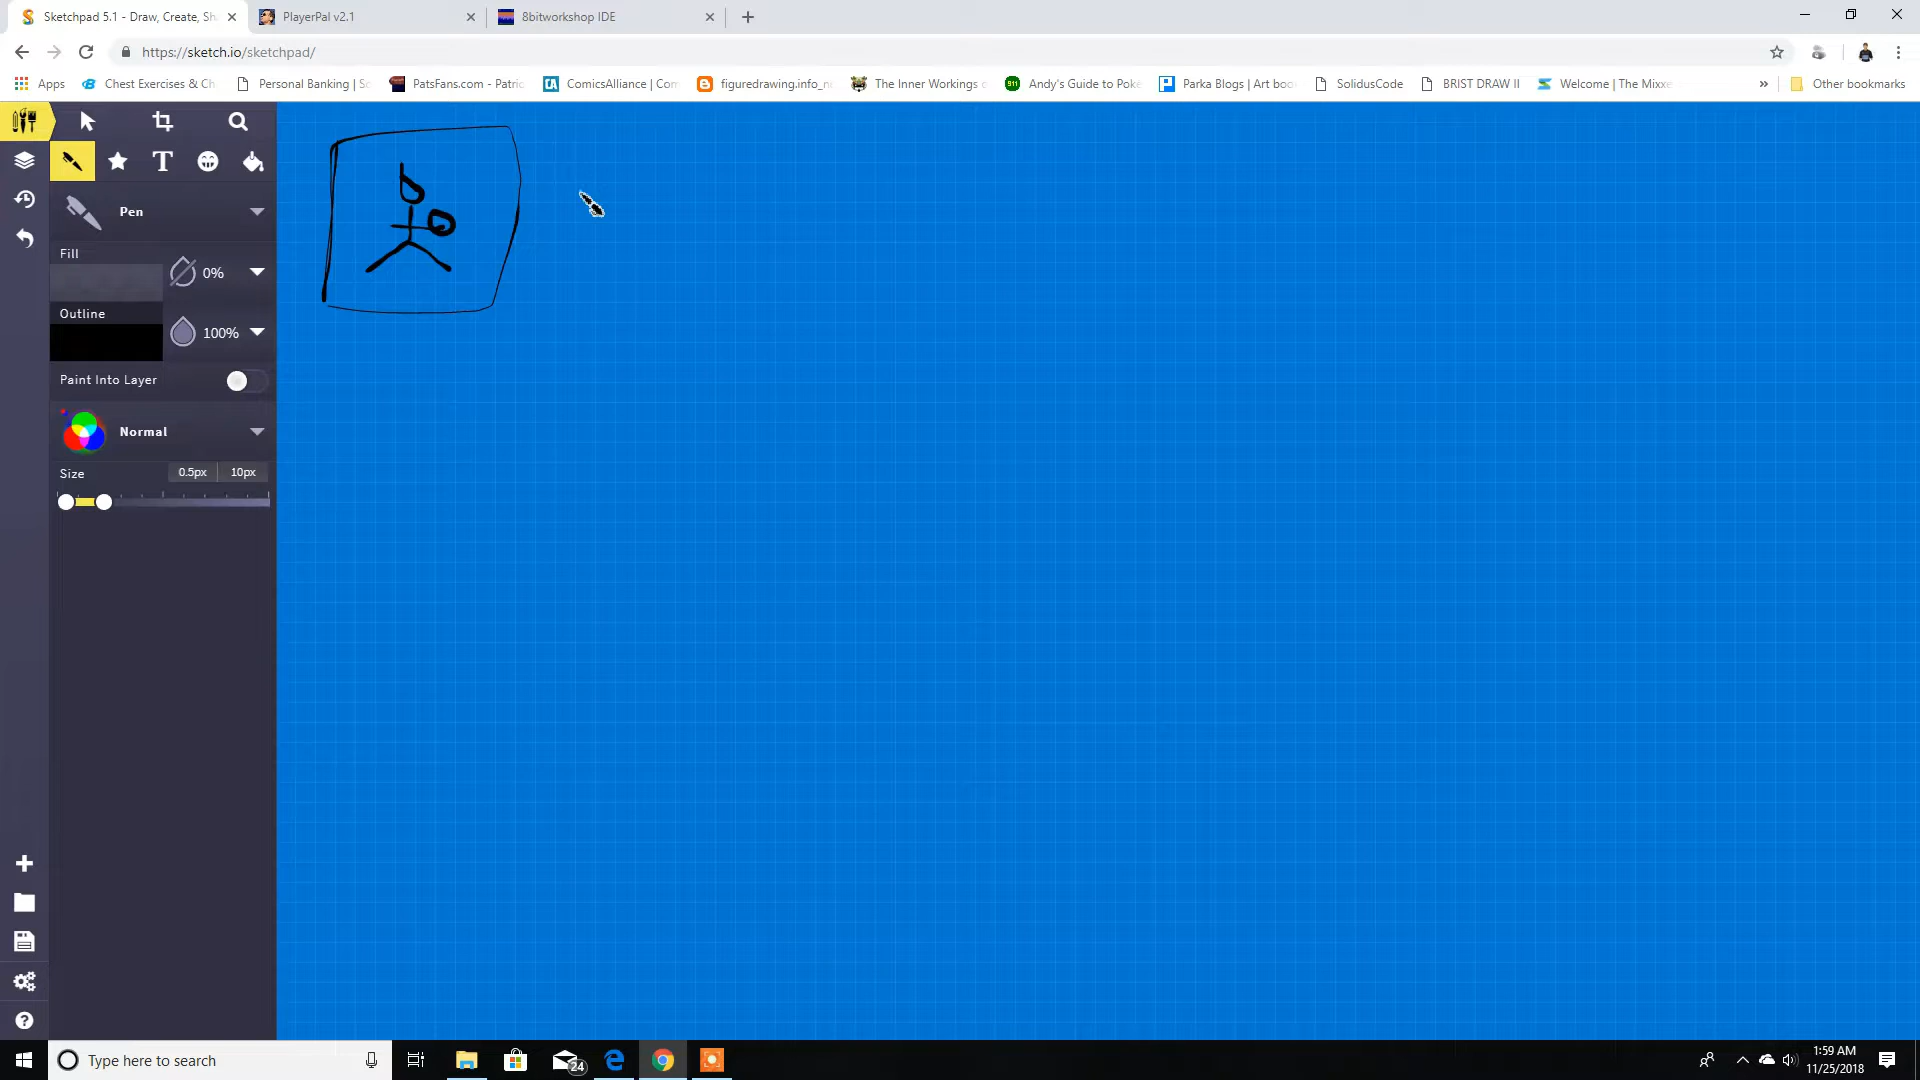 Sketchpad 5.1 - Draw, Create, Sh
PlayerPal v2.1
8bitworkshop IDE
https://sketch.io/sketchpad/
Apps
Chest Exercises & Ch
Personal Banking | Sc
PatsFans.com - Patrio
ComicsAlliance | Com
figuredrawing.info_ne
The Inner Workings o
Andy's Guide to Poke
Parka Blogs | Art boo
SolidusCode
BRIST DRAW II
Welcome | The Mixxe
»
Other bookmarks
T
Pen
Fill
0%
Outline
100%
Paint Into Layer
Normal
Size
0.5px
10px
Type here to search
24
1:59 AM
11/25/2018